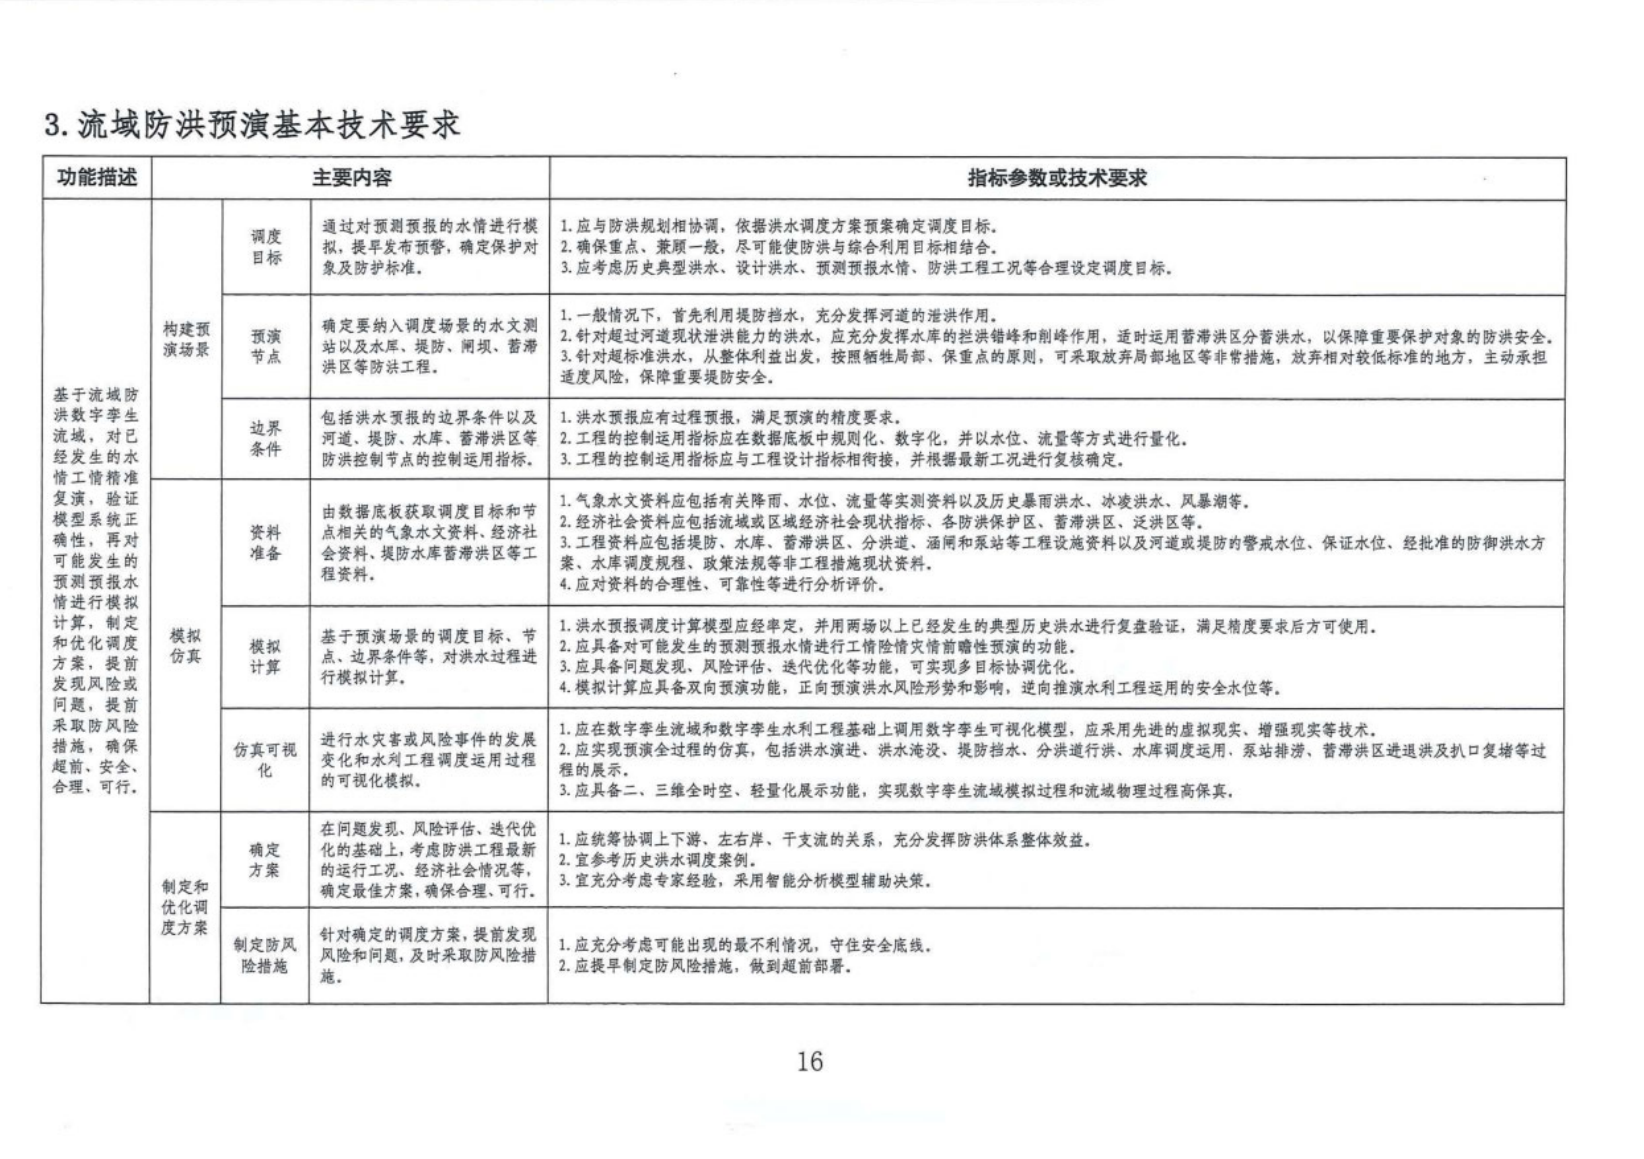 3.流域防洪预演基本技术要求
功能描述
主要内容
指标参数或技术要求
基于流域防
洪数字孪生
流域，对已
经发生的水
情工情精准
复演，验证
模型系统正
确性，再对
可能发生的
预测预报水
情进行模拟
计算，制定
和优化调度
方案，提前
发现风险或
问题，提前
采取防风险
措施，确保
超前、安全、
合理、可行。
构建预
演场景
调度
目标
通过对预测预报的水情进行模
拟，提早发布预警，确定保护对
象及防护标准。
1.应与防洪规划相协调，依据洪水调度方案预案确定调度目标。
2.确保重点、兼顾一般，尽可能使防洪与综合利用目标相结合。
3.应考虑历史典型洪水、设计洪水、预测预报水情、防洪工程工况等合理设定调度目标。
预演
节点
确定要纳入调度场景的水文测
站以及水库、堤防、闸坝、蓄滞
洪区等防洪工程。
1.一般情况下，首先利用堤防挡水，充分发挥河道的泄洪作用。
2.针对超过河道现状泄洪能力的洪水，应充分发挥水库的拦洪错峰和削峰作用，适时运用蓄滞洪区分蓄洪水，以保障重要保护对象的防洪安全。
3.针对超标准洪水，从整体利益出发，按照牺牲局部、保重点的原则，可采取放弃局部地区等非常措施，放弃相对较低标准的地方，主动承担
适度风险，保障重要堤防安全。
边界
条件
包括洪水预报的边界条件以及
河道、堤防、水库、蓄滞洪区等
防洪控制节点的控制运用指标。
1.洪水预报应有过程预报，满足预演的精度要求。
2.工程的控制运用指标应在数据底板中规则化、数字化，并以水位、流量等方式进行量化。
3.工程的控制运用指标应与工程设计指标相衔接，并根据最新工况进行复核确定。
模拟
仿真
资料
准备
由数据底板获取调度目标和节
点相关的气象水文资料、经济社
会资料、堤防水库蓄滞洪区等工
程资料。
1.气象水文资料应包括有关降雨、水位、流量等实测资料以及历史暴雨洪水、冰凌洪水、风暴潮等。
2.经济社会资料应包括流域或区域经济社会现状指标、各防洪保护区、蓄滞洪区、泛洪区等。
3.工程资料应包括堤防、水库、蓄滞洪区、分洪道、涵闸和泵站等工程设施资料以及河道或堤防的警戒水位、保证水位、经批准的防御洪水方
案、水库调度规程、政策法规等非工程措施现状资料。
4.应对资料的合理性、可靠性等进行分析评价。
模拟
计算
基于预演场景的调度目标、节
点、边界条件等，对洪水过程进
行模拟计算。
1.洪水预报调度计算模型应经率定，并用两场以上已经发生的典型历史洪水进行复盘验证，满足精度要求后方可使用。
2.应具备对可能发生的预测预报水情进行工情险情灾情前瞻性预演的功能。
3.应具备问题发现、风险评估、迭代优化等功能，可实现多目标协调优化。
4.模拟计算应具备双向预演功能，正向预演洪水风险形势和影响，逆向推演水利工程运用的安全水位等。
仿真可视
化
进行水灾害或风险事件的发展
变化和水利工程调度运用过程
的可视化模拟。
1.应在数字孪生流域和数字孪生水利工程基础上调用数字孪生可视化模型，应采用先进的虚拟现实、增强现实等技术。
2.应实现预演全过程的仿真，包括洪水演进、洪水淹没、堤防挡水、分洪道行洪、水库调度运用、泵站排涝、蓄滞洪区进退洪及扒口复堵等过
程的展示。
3.应具备二、三维全时空、轻量化展示功能，实现数字孪生流域模拟过程和流域物理过程高保真。
制定和
优化调
度方案
确定
方案
在问题发现、风险评估、迭代优
化的基础上，考虑防洪工程最新
的运行工况、经济社会情况等，
确定最佳方案，确保合理、可行。
1.应统筹协调上下游、左右岸、干支流的关系，充分发挥防洪体系整体效益。
2.宜参考历史洪水调度案例。
3.宜充分考虑专家经验，采用智能分析模型辅助决策。
制定防风
险措施
针对确定的调度方案，提前发现
风险和问题，及时采取防风险措
施。
1.应充分考虑可能出现的最不利情况，守住安全底线。
2.应提早制定防风险措施，做到超前部署。
16